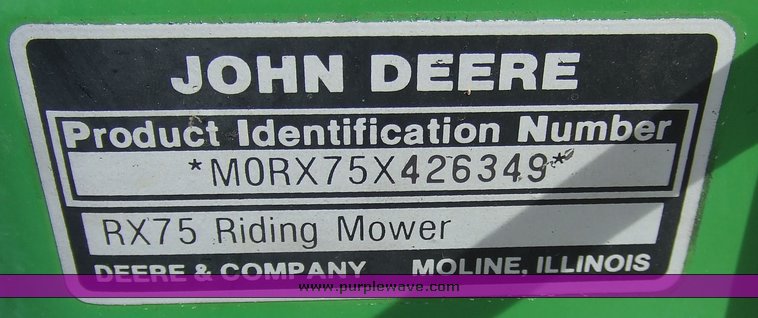 JOHN DEERE
Product Identification Number
*M0RX75X426349*
RX75 Riding Mower
DEERE & COMPANY MOLINE, ILLINOIS
www.purplewave.com